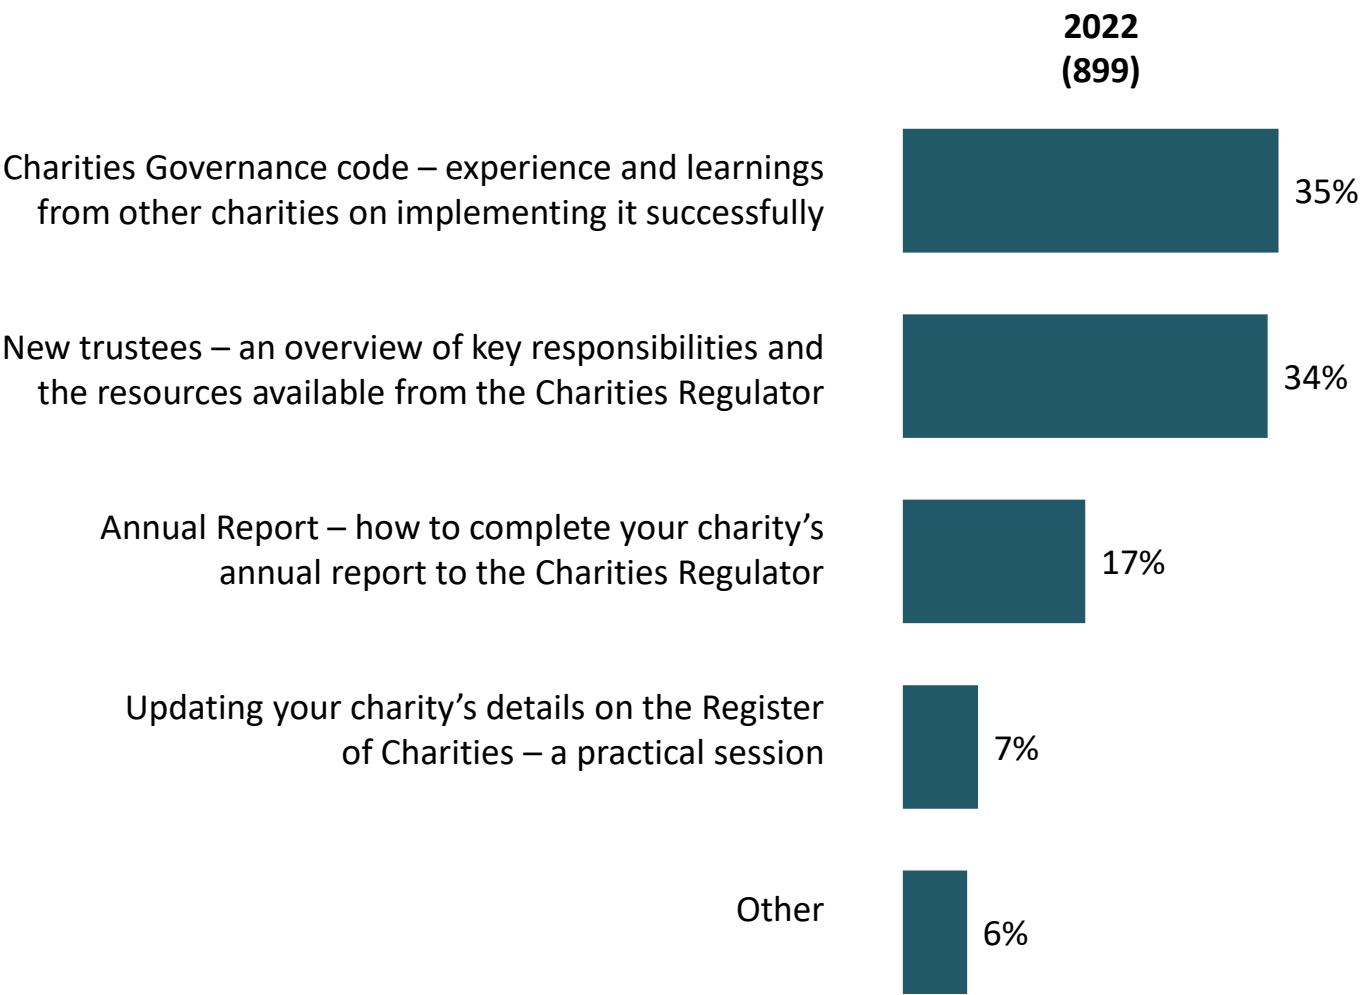 2022
(899)
Charities Governance code – experience and learnings
from other charities on implementing it successfully
35%
New trustees – an overview of key responsibilities and
the resources available from the Charities Regulator
34%
Annual Report – how to complete your charity’s
annual report to the Charities Regulator
17%
Updating your charity’s details on the Register
of Charities – a practical session
7%
Other
6%